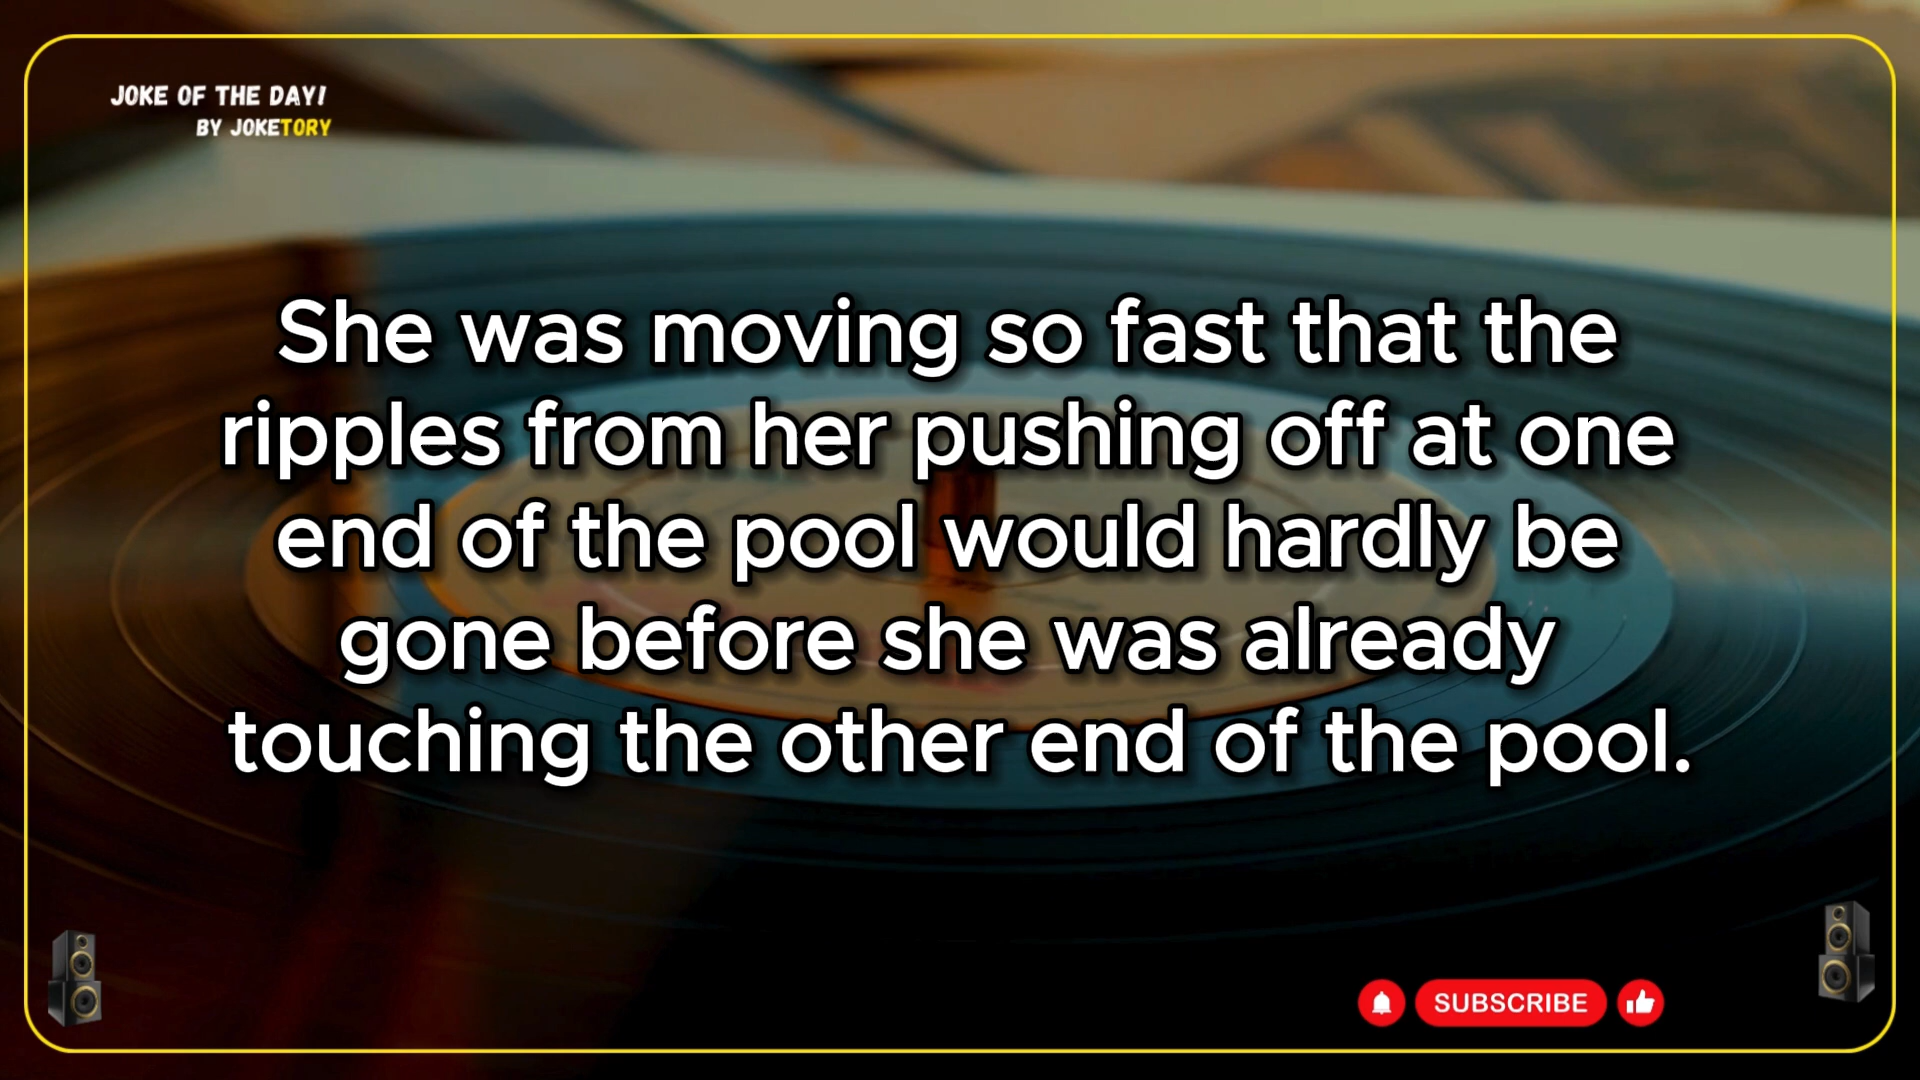 JOKE OF THE DAY!
BY JOKETORY
She was moving so fast that the
ripples from her pushing off at one
end of the pool would hardly be
gone before she was already
touching the other end of the pool.
SUBSCRIBE